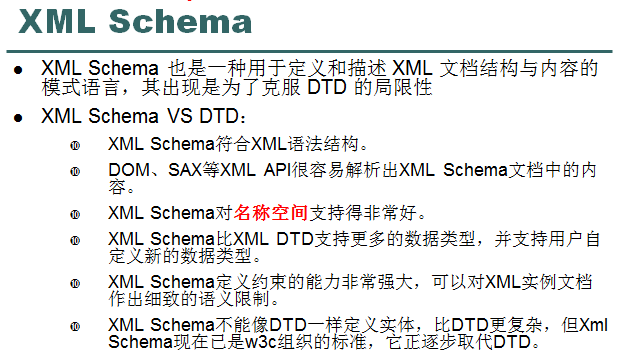 XML Schema
XML Schema 也是一种用于定义和描述 XML 文档结构与内容的
模式语言，其出现是为了克服 DTD 的局限性
XML Schema VS DTD：
XML Schema符合XML语法结构。
DOM、SAX等XML API很容易解析出XML Schema文档中的内
容。
XML Schema对名称空间支持得非常好。
XML Schema比XML DTD支持更多的数据类型，并支持用户自
定义新的数据类型。
XML Schema定义约束的能力非常强大，可以对XML实例文档
作出细致的语义限制。
XML Schema不能像DTD一样定义实体，比DTD更复杂，但Xml
Schema现在已是w3c组织的标准，它正逐步取代DTD。